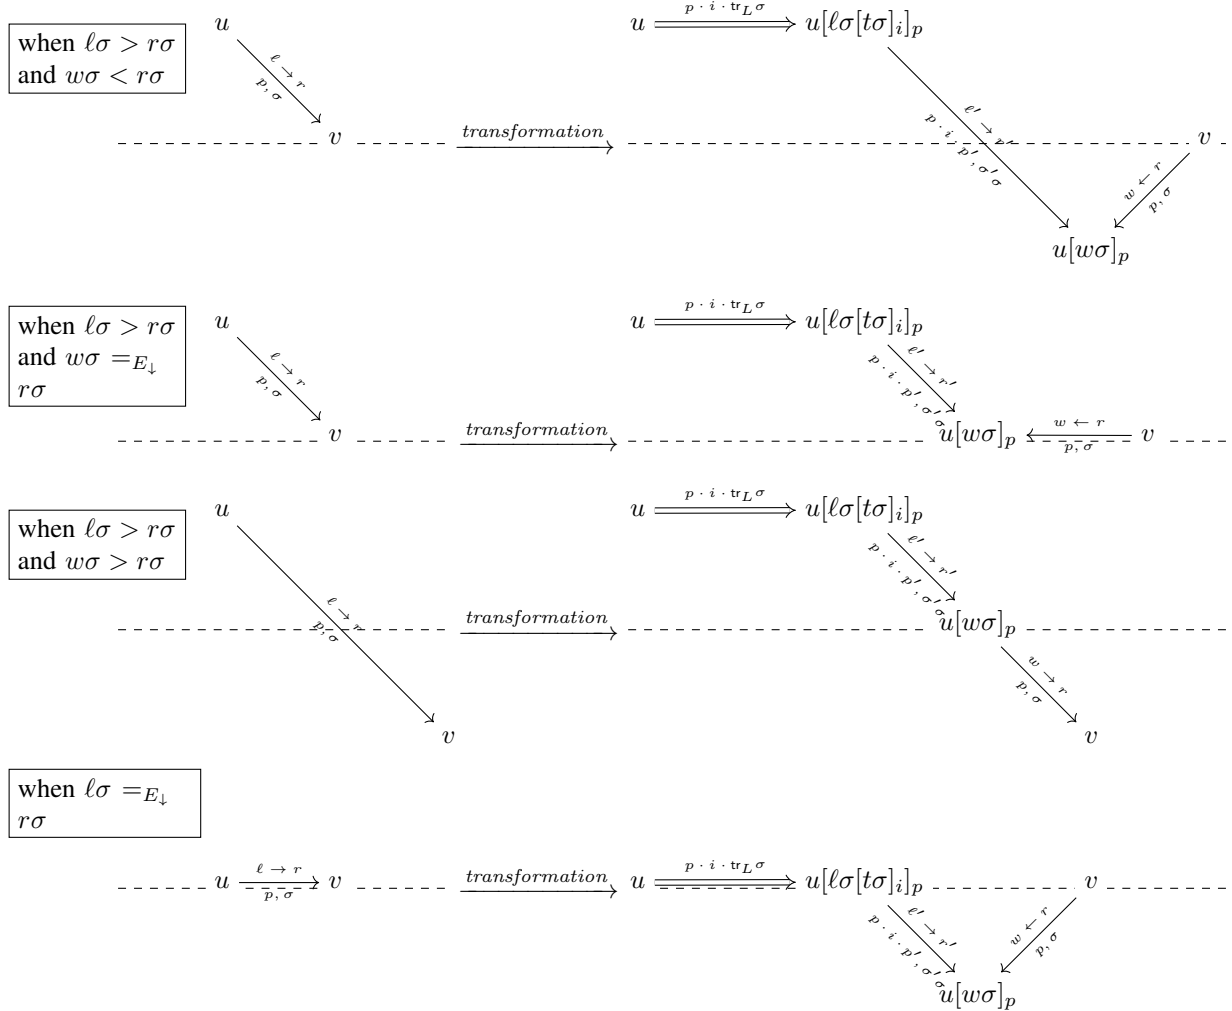 when ℓσ > rσ
and wσ < rσ
u
ℓ → r
p, σ
v
transformation
u
p · i · tr_L σ
u[ℓσ[tσ]_i]_p
ℓ′ → r′
p · i · p′, σ′σ
v
w ← r
p, σ
u[wσ]_p
when ℓσ > rσ
and wσ =_{E↓}
rσ
u
ℓ → r
p, σ
v
transformation
u
p · i · tr_L σ
u[ℓσ[tσ]_i]_p
ℓ′ → r′
p · i · p′, σ′σ
u[wσ]_p
w ← r
p, σ
v
when ℓσ > rσ
and wσ > rσ
u
ℓ → r
p, σ
v
transformation
u
p · i · tr_L σ
u[ℓσ[tσ]_i]_p
ℓ′ → r′
p · i · p′, σ′σ
u[wσ]_p
w → r
p, σ
v
when ℓσ =_{E↓}
rσ
u
ℓ → r
p, σ
v
transformation
u
p · i · tr_L σ
u[ℓσ[tσ]_i]_p
ℓ′ → r′
p · i · p′, σ′σ
v
w ← r
p, σ
u[wσ]_p